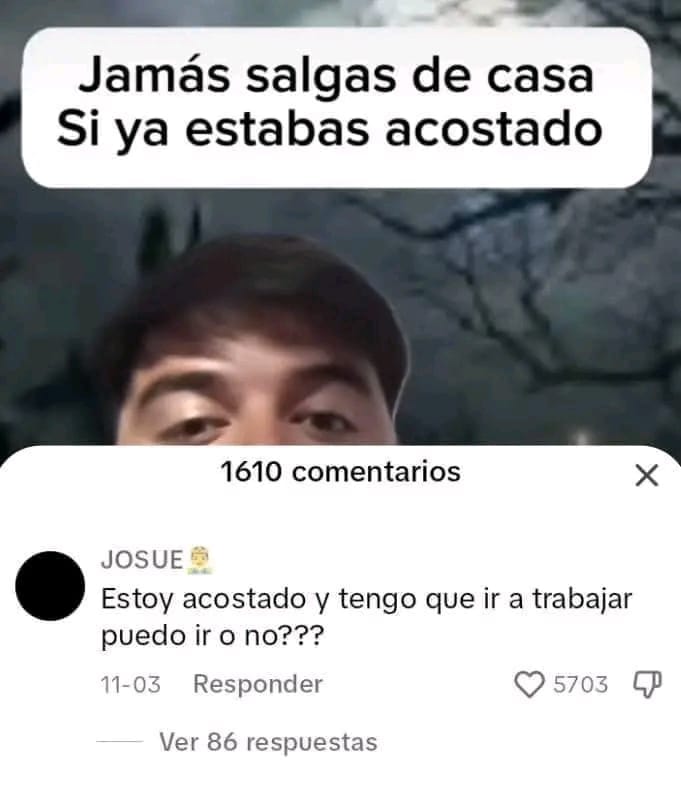 Jamás salgas de casa
Si ya estabas acostado
1610 comentarios
JOSUE🤴
Estoy acostado y tengo que ir a trabajar
puedo ir o no???
11-03 Responder 5703
Ver 86 respuestas